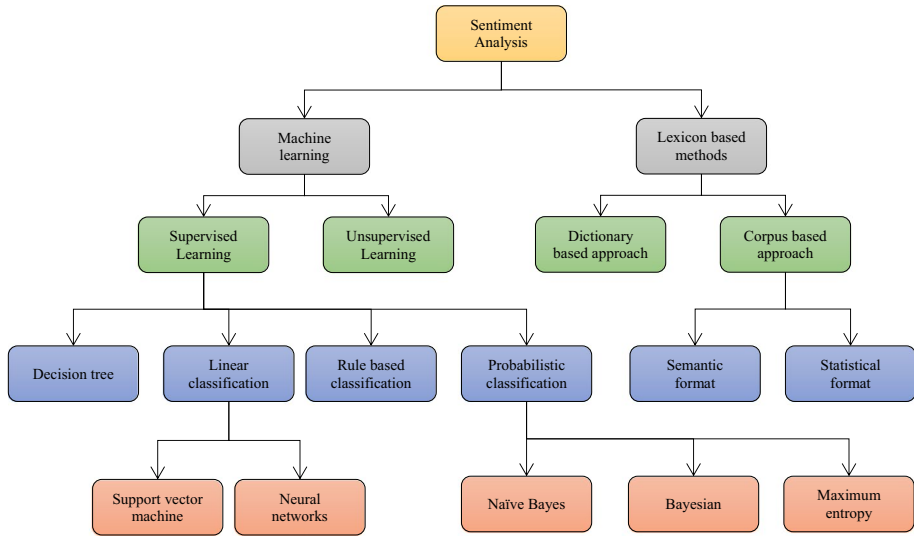 Sentiment
Analysis
Machine
learning
Lexicon based
methods
Supervised
Learning
Unsupervised
Learning
Dictionary
based approach
Corpus based
approach
Decision tree
Linear
classification
Rule based
classification
Probabilistic
classification
Semantic
format
Statistical
format
Support vector
machine
Neural
networks
Naïve Bayes
Bayesian
Maximum
entropy